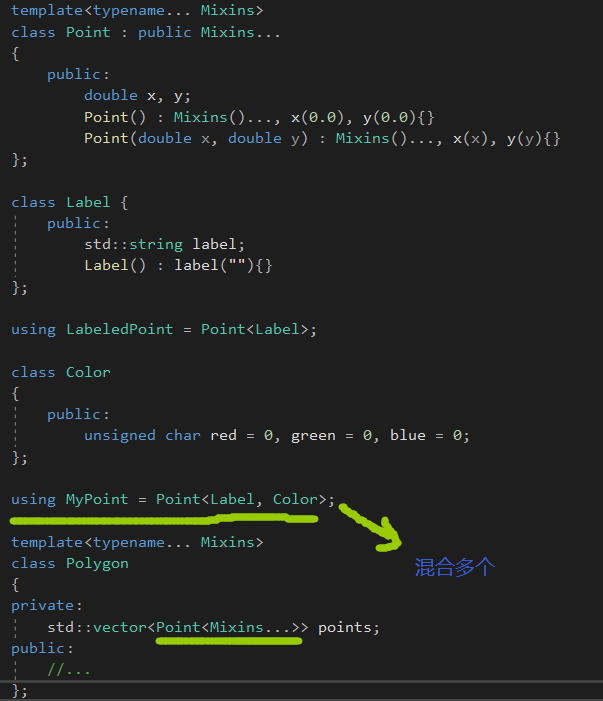 template<typename... Mixins>
class Point : public Mixins...
{
    public:
        double x, y;
        Point() : Mixins()..., x(0.0), y(0.0){}
        Point(double x, double y) : Mixins()..., x(x), y(y){}
};
class Label {
    public:
        std::string label;
        Label() : label(""){}
};
using LabeledPoint = Point<Label>;
class Color
{
    public:
        unsigned char red = 0, green = 0, blue = 0;
};
using MyPoint = Point<Label, Color>;
template<typename... Mixins>
混合多个
class Polygon
{
private:
    std::vector<Point<Mixins...>> points;
public:
    //...
};